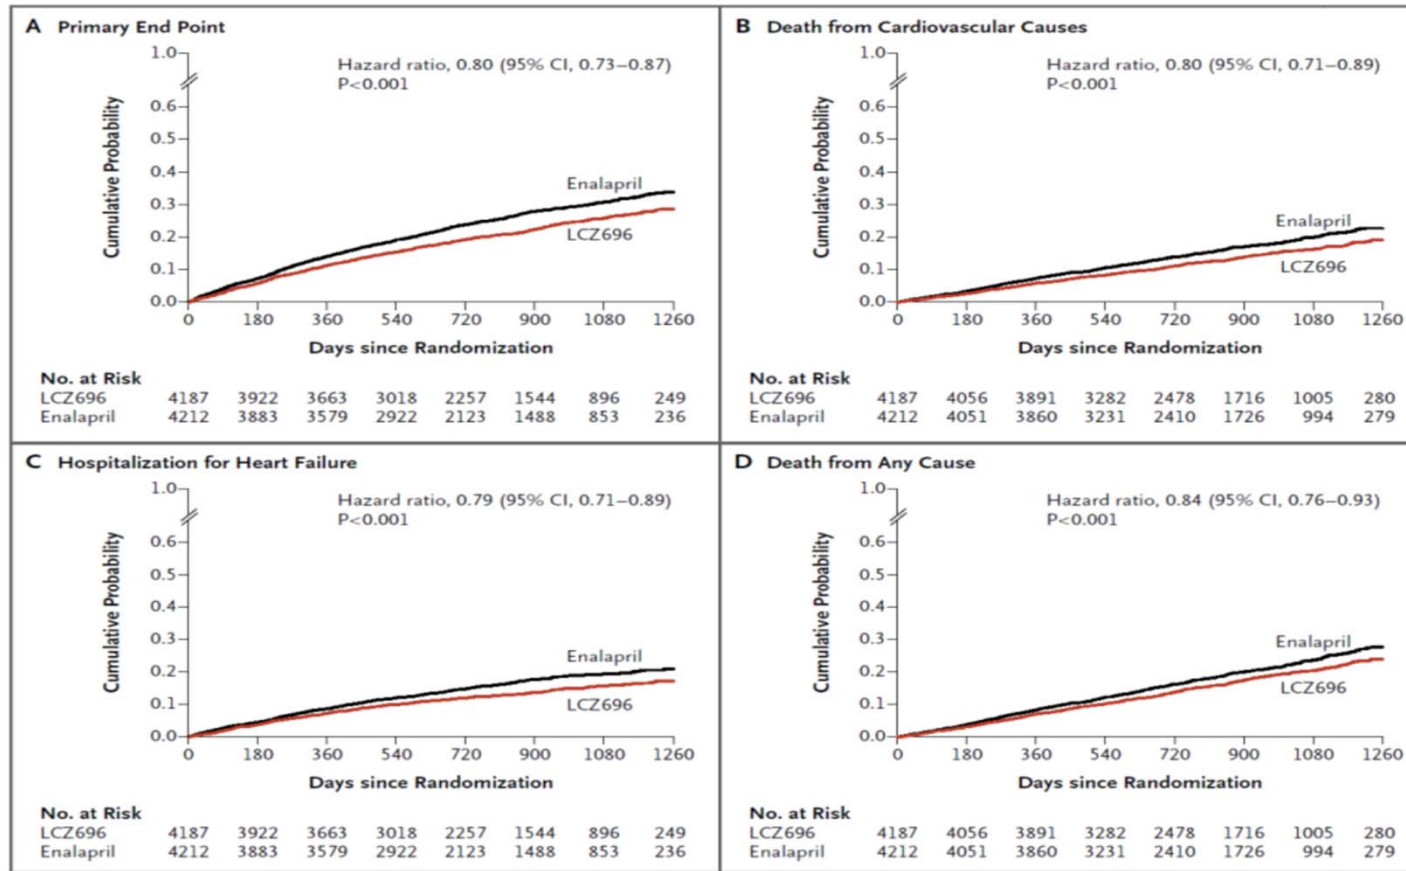 A Primary End Point
1.0
0.6
0.5
0.4
0.3
0.2
0.1
0.0
Cumulative Probability
Hazard ratio, 0.80 (95% CI, 0.73–0.87)
P<0.001
Enalapril
LCZ696
0 180 360 540 720 900 1080 1260
Days since Randomization
No. at Risk
LCZ696 4187 3922 3663 3018 2257 1544 896 249
Enalapril 4212 3883 3579 2922 2123 1488 853 236
B Death from Cardiovascular Causes
1.0
0.6
0.5
0.4
0.3
0.2
0.1
0.0
Cumulative Probability
Hazard ratio, 0.80 (95% CI, 0.71–0.89)
P<0.001
Enalapril
LCZ696
0 180 360 540 720 900 1080 1260
Days since Randomization
No. at Risk
LCZ696 4187 4056 3891 3282 2478 1716 1005 280
Enalapril 4212 4051 3860 3231 2410 1726 994 279
C Hospitalization for Heart Failure
1.0
0.6
0.5
0.4
0.3
0.2
0.1
0.0
Cumulative Probability
Hazard ratio, 0.79 (95% CI, 0.71–0.89)
P<0.001
Enalapril
LCZ696
0 180 360 540 720 900 1080 1260
Days since Randomization
No. at Risk
LCZ696 4187 3922 3663 3018 2257 1544 896 249
Enalapril 4212 3883 3579 2922 2123 1488 853 236
D Death from Any Cause
1.0
0.6
0.5
0.4
0.3
0.2
0.1
0.0
Cumulative Probability
Hazard ratio, 0.84 (95% CI, 0.76–0.93)
P<0.001
Enalapril
LCZ696
0 180 360 540 720 900 1080 1260
Days since Randomization
No. at Risk
LCZ696 4187 4056 3891 3282 2478 1716 1005 280
Enalapril 4212 4051 3860 3231 2410 1726 994 279